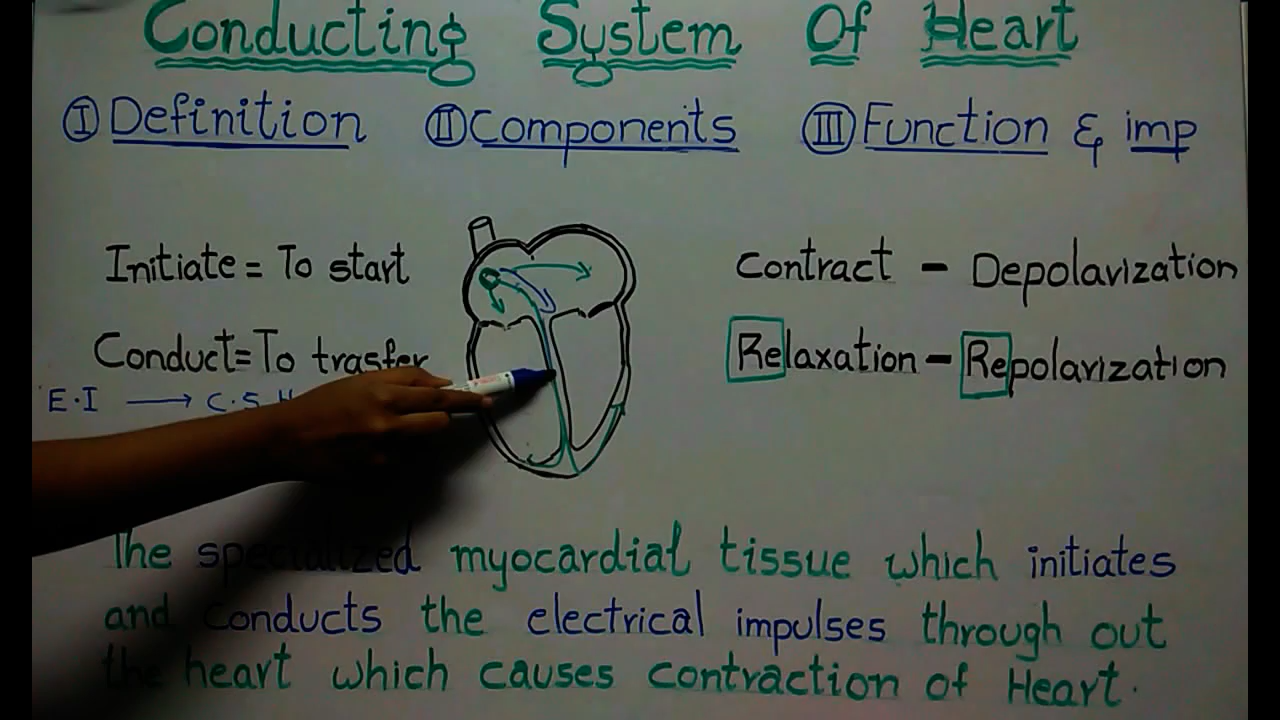 Conducting System Of Heart
Ⓘ Definition Ⓘⓘ Components Ⓘⓘⓘ Function & imp
Initiate = To start
Conduct = To trasfer
E.I → C.S.H
Contract - Depolarization
Relaxation - Repolarization
The specialized myocardial tissue which initiates
and conducts the electrical impulses through out
the heart which causes contraction of Heart.